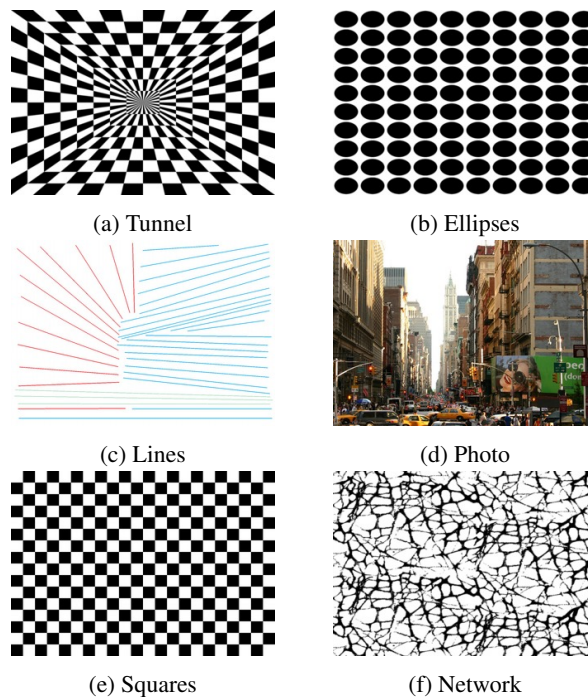 (a) Tunnel
(b) Ellipses
(c) Lines
(d) Photo
(e) Squares
(f) Network